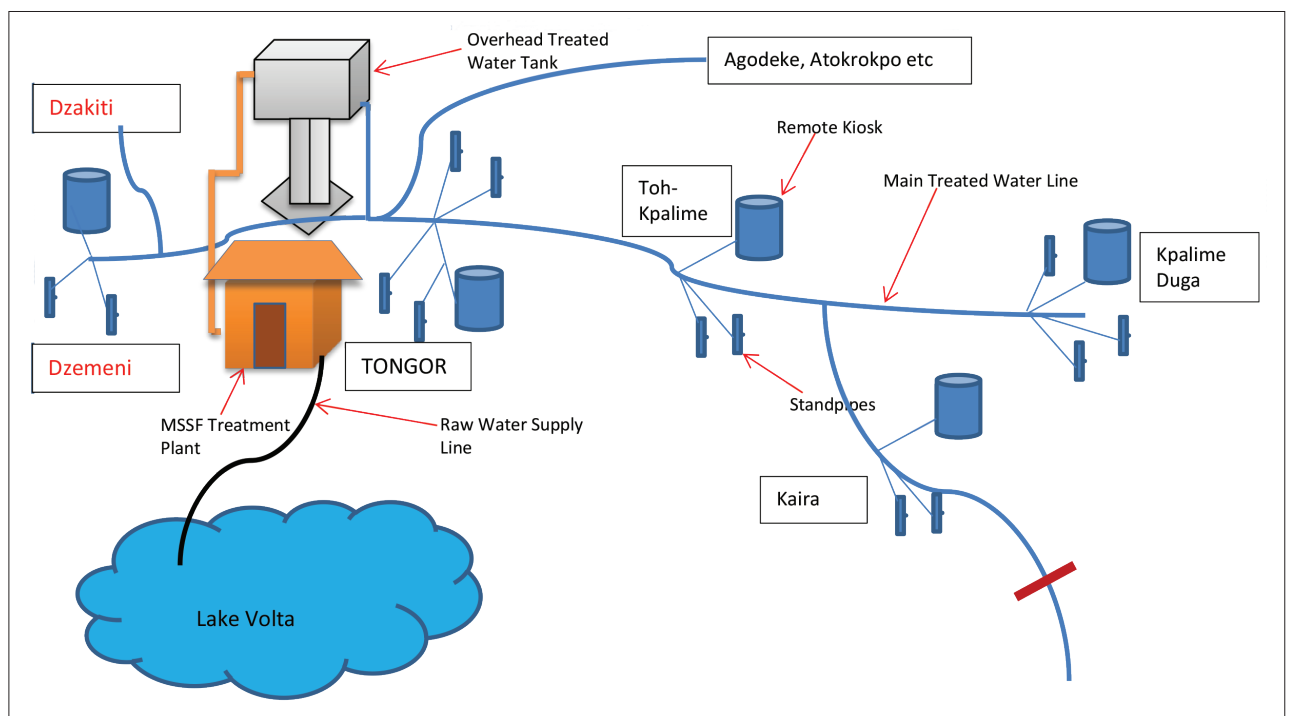 Overhead Treated
Water Tank
Agodeke, Atokrokpo etc
Dzakiti
Remote Kiosk
Toh-
Kpalime
Main Treated Water Line
Kpalime
Duga
Dzemeni
TONGOR
Standpipes
MSSF Treatment
Plant
Raw Water Supply
Line
Kaira
Lake Volta